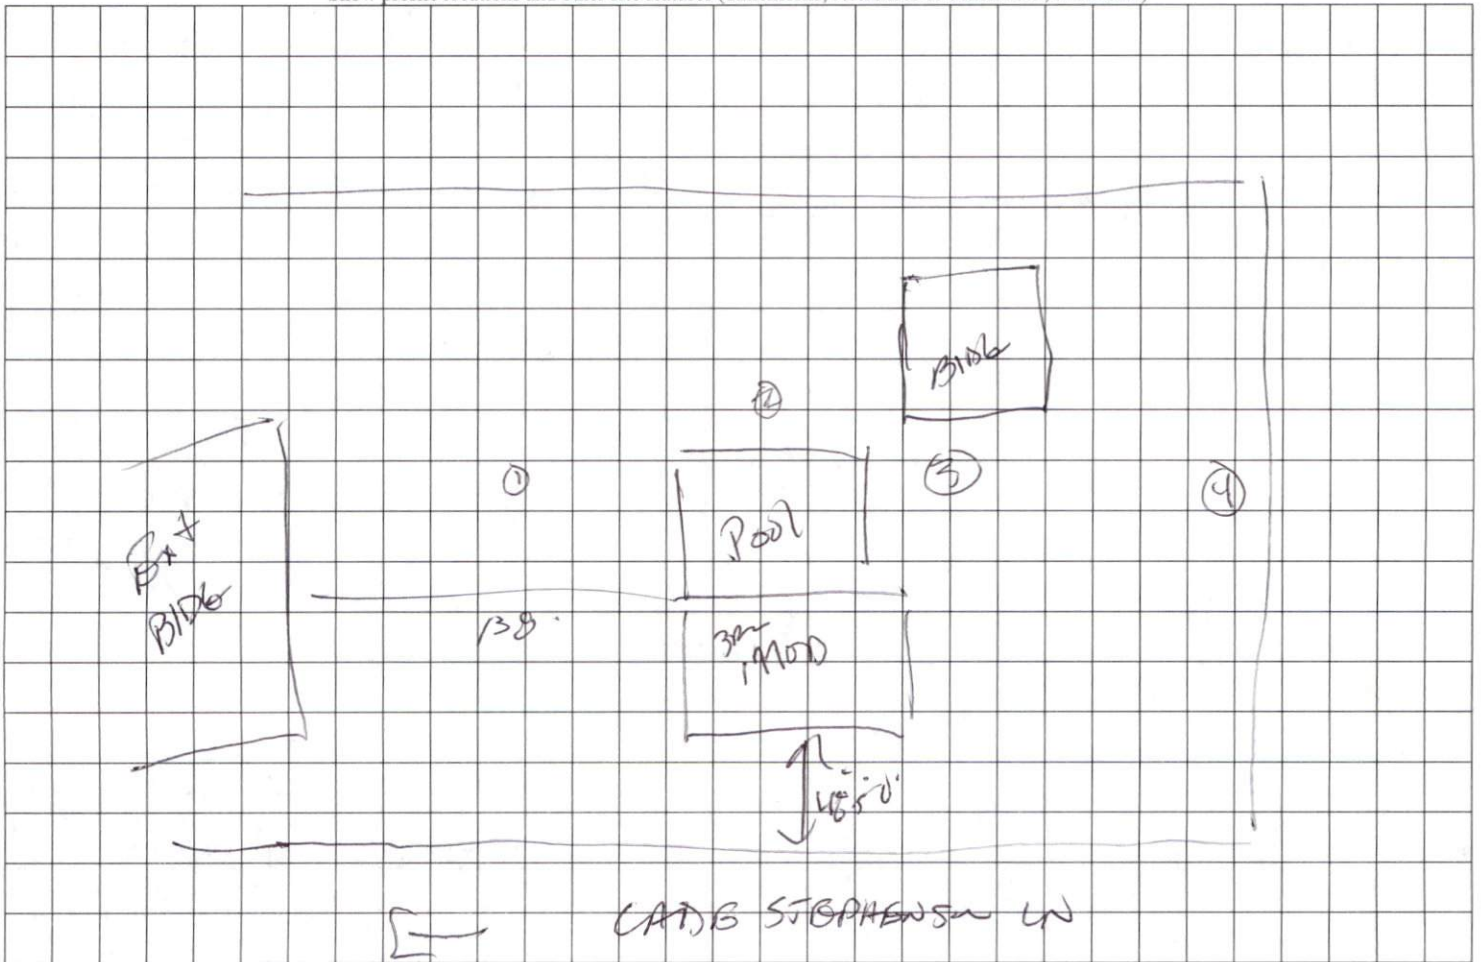 ②
BLDG
①
③
④
Pool
Ext
BLDG
138'
3BR
MOD
CADE STEPHENSON LN